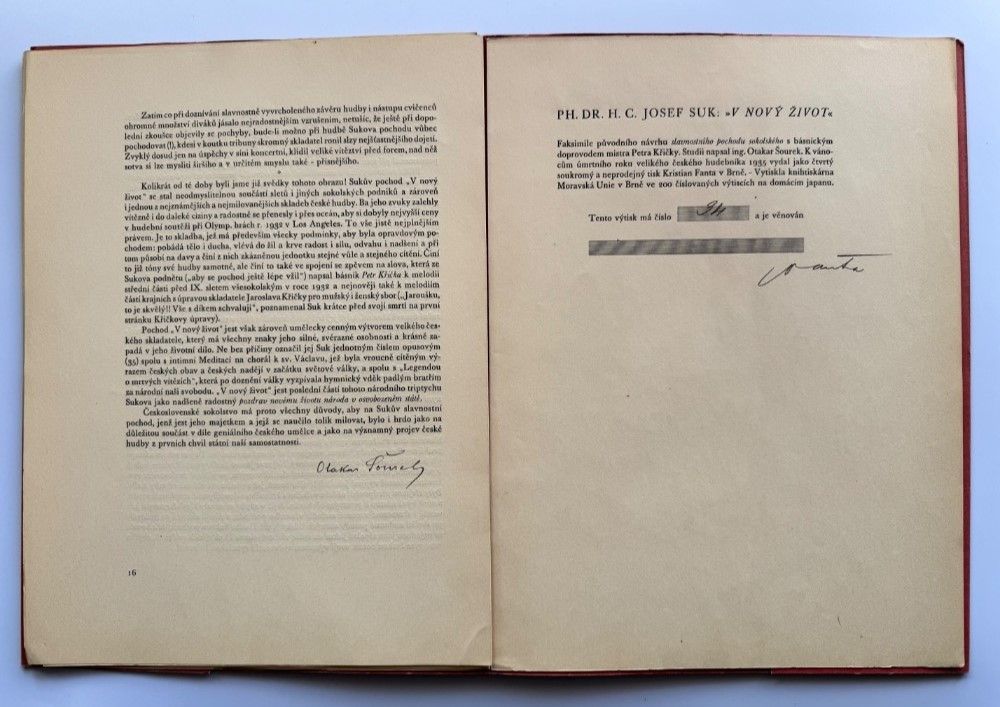 Zatím co při doznívání slavnostně vyvrcholeného závěru hudby i nástupu cvičenců
ohromné množství diváků jásalo nejradostnějším vzrušením, netušíc, že ještě při dopo-
lední zkoušce objevily se pochyby, bude-li možno při hudbě Sukova pochodu vůbec
pochodovat (!), kdesi v koutku tribuny skromný skladatel ronil slzy nejšťastnějšího dojetí.
Zvyklý dosud jen na úspěchy v síni koncertní, klidil veliké vítězství před forem, nad něž
sotva si lze mysliti širšího a v určitém smyslu také - přísnějšího.
*
Kolikrát od té doby byli jsme již svědky tohoto obrazu! Sukův pochod „V nový
život" se stal neodmyslitelnou součástí sletů i jiných sokolských podniků a zároveň
i jednou z nejznámějších a nejmilovanějších skladeb české hudby. Ba jeho zvuky zalehly
vítězně i do daleké ciziny a radostně se přenesly i přes oceán, aby si dobyly nejvyšší ceny
v hudební soutěži při Olymp. hrách r. 1932 v Los Angeles. To vše jistě nejplnějším
právem. Je to skladba, jež má především všecky podmínky, aby byla opravdovým po-
chodem: pobádá tělo i ducha, vlévá do žil a krve radost i sílu, odvahu i nadšení a při
tom působí na davy a činí z nich ukázněnou jednotku stejné vůle a stejného cítění. Činí
to již tóny své hudby samotné, ale činí to také ve spojení se zpěvem na slova, která ze
Sukova podnětu („aby se pochod ještě lépe vžil") napsal básník Petr Křička k melodii
střední části před IX. sletem všesokolským v roce 1932 a nejnověji také k melodiím
částí krajních s úpravou skladatele Jaroslava Křičky pro mužský i ženský sbor („Jaroušku,
to je skvělý!! Vše s díkem schvaluji", poznamenal Suk krátce před svojí smrtí na první
stránku Křičkovy úpravy).
Pochod „V nový život" jest však zároveň umělecky cenným výtvorem velkého čes-
kého skladatele, který má všechny znaky jeho silné, svérázné osobnosti a krásně za-
padá v jeho životní dílo. Ne bez příčiny označil jej Suk jednotným číslem opusovým
(35) spolu s intimní Meditací na chorál k sv. Václavu, jež byla vroucně cítěným vý-
razem českých obav a českých nadějí v začátku světové války, a spolu s „Legendou
o mrtvých vítězích", která po doznění války vyzpívala hymnický vděk padlým bratřím
za národní naši svobodu. „V nový život" jest poslední částí tohoto národního triptychu
Sukova jako nadšeně radostný pozdrav novému životu národa v osvobozeném státě.
Československé sokolstvo má proto všechny důvody, aby na Sukův slavnostní
pochod, jenž jest jeho majetkem a jejž se naučilo tolik milovat, bylo i hrdo jako na
důležitou součást v díle geniálního českého umělce a jako na významný projev české
hudby z prvních chvil státní naší samostatnosti.
Otakar Šourek
16
PH. DR. H. C. JOSEF SUK: »V NOVÝ ŽIVOT«
Faksimile původního návrhu slavnostního pochodu sokolského s básnickým
doprovodem mistra Petra Křičky. Studii napsal ing. Otakar Šourek. K váno-
cům úmrtního roku velikého českého hudebníka 1935 vydal jako čtvrtý
soukromý a neprodejný tisk Kristian Fanta v Brně. - Vytiskla knihtiskárna
Moravská Unie v Brně ve 200 číslovaných výtiscích na domácím japanu.
Tento výtisk má číslo 94 a je věnován
Fanta